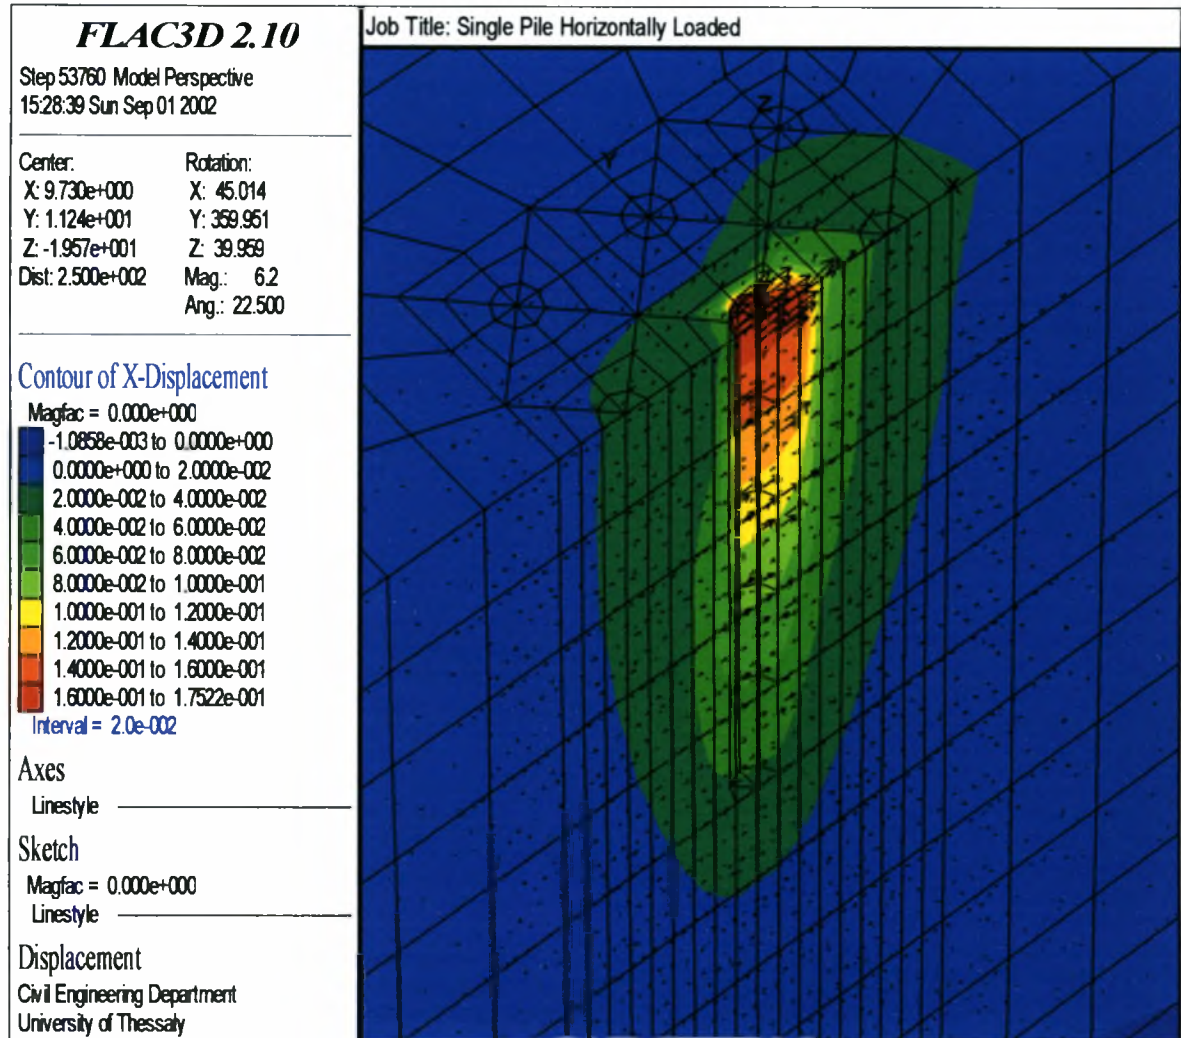 FLAC3D 2.10
Step 53760 Model Perspective
15:28:39 Sun Sep 01 2002
Center:
X: 9.730e+000
Y: 1.124e+001
Z: -1.957e+001
Dist: 2.500e+002
Rotation:
X: 45.014
Y: 359.951
Z: 39.959
Mag.: 6.2
Ang.: 22.500
Contour of X-Displacement
Magfac = 0.000e+000
-1.0858e-003 to 0.0000e+000
0.0000e+000 to 2.0000e-002
2.0000e-002 to 4.0000e-002
4.0000e-002 to 6.0000e-002
6.0000e-002 to 8.0000e-002
8.0000e-002 to 1.0000e-001
1.0000e-001 to 1.2000e-001
1.2000e-001 to 1.4000e-001
1.4000e-001 to 1.6000e-001
1.6000e-001 to 1.7522e-001
Interval = 2.0e-002
Axes
Linestyle
Sketch
Magfac = 0.000e+000
Linestyle
Displacement
Civil Engineering Department
University of Thessaly
Job Title: Single Pile Horizontally Loaded
Z
Y
X